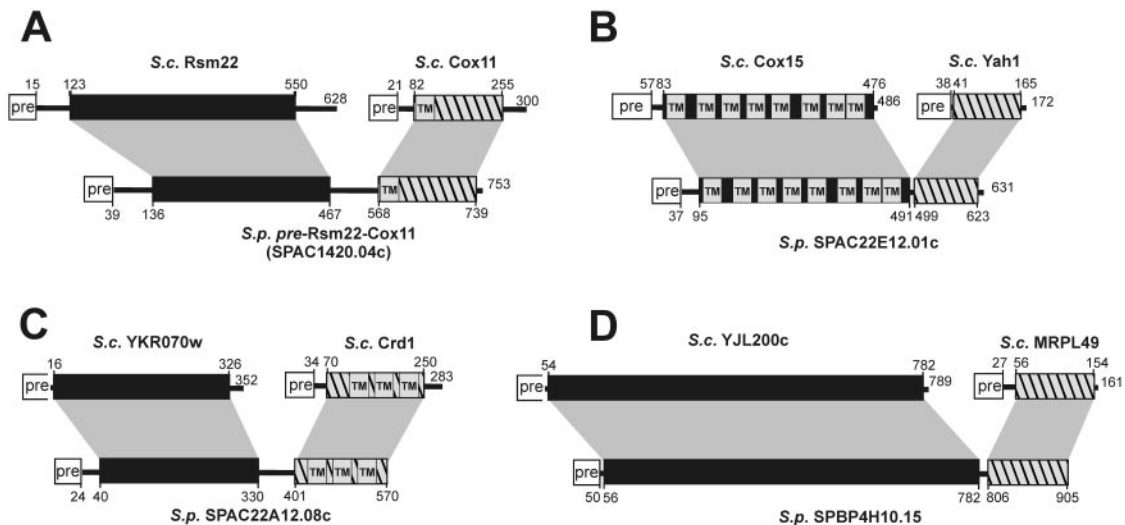 A
S.c. Rsm22
S.c. Cox11
15 123 550 628
21 82 255 300
pre
pre TM
pre TM
39 136 467 568 739 753
S.p. pre-Rsm22-Cox11
(SPAC1420.04c)
B
S.c. Cox15
S.c. Yah1
57 83 476 486
38 41 165 172
pre TM TM TM TM TM TM TM TM
pre
pre TM TM TM TM TM TM TM TM
37 95 491 499 623 631
S.p. SPAC22E12.01c
C
S.c. YKR070w
S.c. Crd1
16 326 352
34 70 250 283
pre
pre TM TM TM
pre TM TM TM
24 40 330 401 570
S.p. SPAC22A12.08c
D
S.c. YJL200c
S.c. MRPL49
54 782 789
27 56 154 161
pre
pre
pre
50 56 782 806 905
S.p. SPBP4H10.15